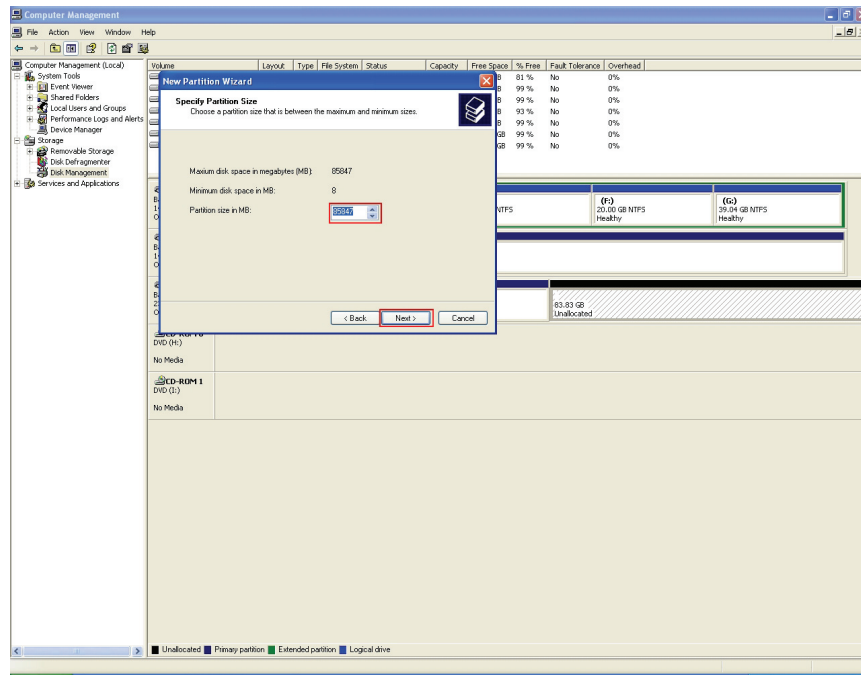 Computer Management
File Action View Window Help
Computer Management (Local)
System Tools
Event Viewer
Shared Folders
Local Users and Groups
Performance Logs and Alerts
Device Manager
Storage
Removable Storage
Disk Defragmenter
Disk Management
Services and Applications
Volume Layout Type File System Status Capacity Free Space % Free Fault Tolerance Overhead
B 81 % No 0%
B 99 % No 0%
B 99 % No 0%
B 93 % No 0%
B 99 % No 0%
GB 99 % No 0%
GB 99 % No 0%
New Partition Wizard
Specify Partition Size
Choose a partition size that is between the maximum and minimum sizes.
Maxium disk space in megabytes (MB): 85847
Minimum disk space in MB: 8
Partition size in MB: 85847
< Back Next > Cancel
NTFS
(F:)
20.00 GB NTFS
Healthy
(G:)
39.04 GB NTFS
Healthy
83.83 GB
Unallocated
DVD (H:)
No Media
CD-ROM 1
DVD (I:)
No Media
Unallocated Primary partition Extended partition Logical drive